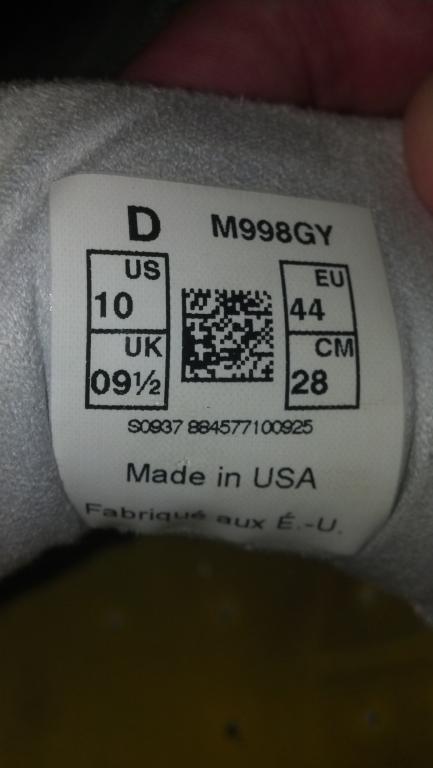 D M998GY
US EU
10 44
UK CM
09½ 28
S0937 884577100925
Made in USA
Fabriqué aux É.-U.